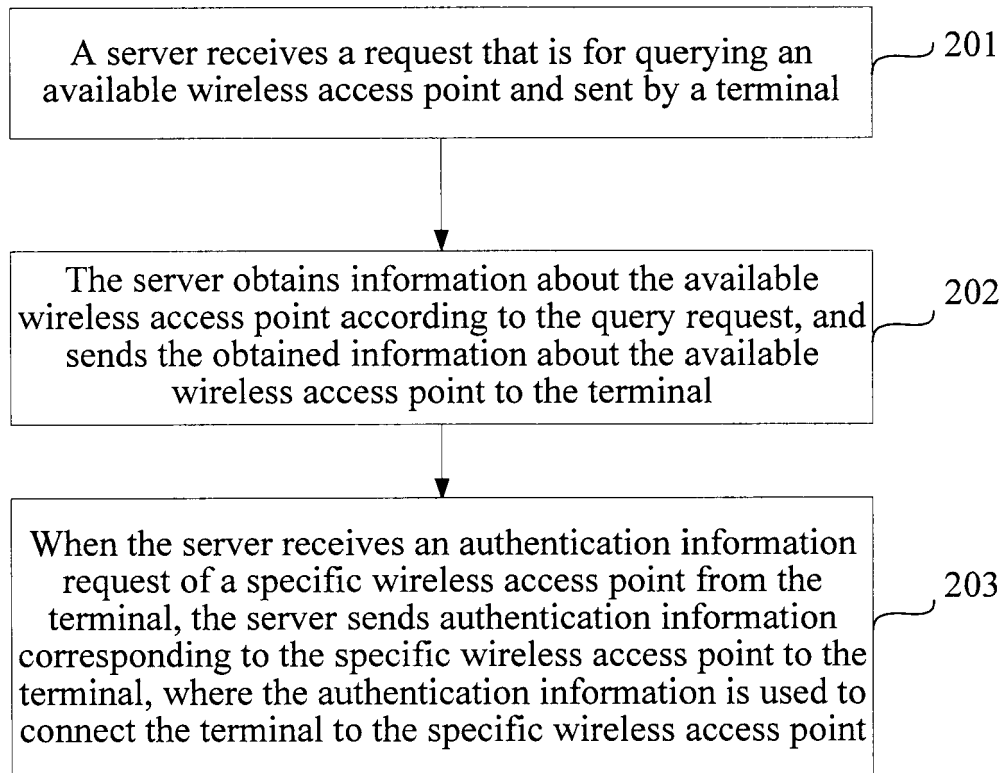 A server receives a request that is for querying an
available wireless access point and sent by a terminal
201
The server obtains information about the available
wireless access point according to the query request, and
sends the obtained information about the available
wireless access point to the terminal
202
When the server receives an authentication information
request of a specific wireless access point from the
terminal, the server sends authentication information
corresponding to the specific wireless access point to the
terminal, where the authentication information is used to
connect the terminal to the specific wireless access point
203